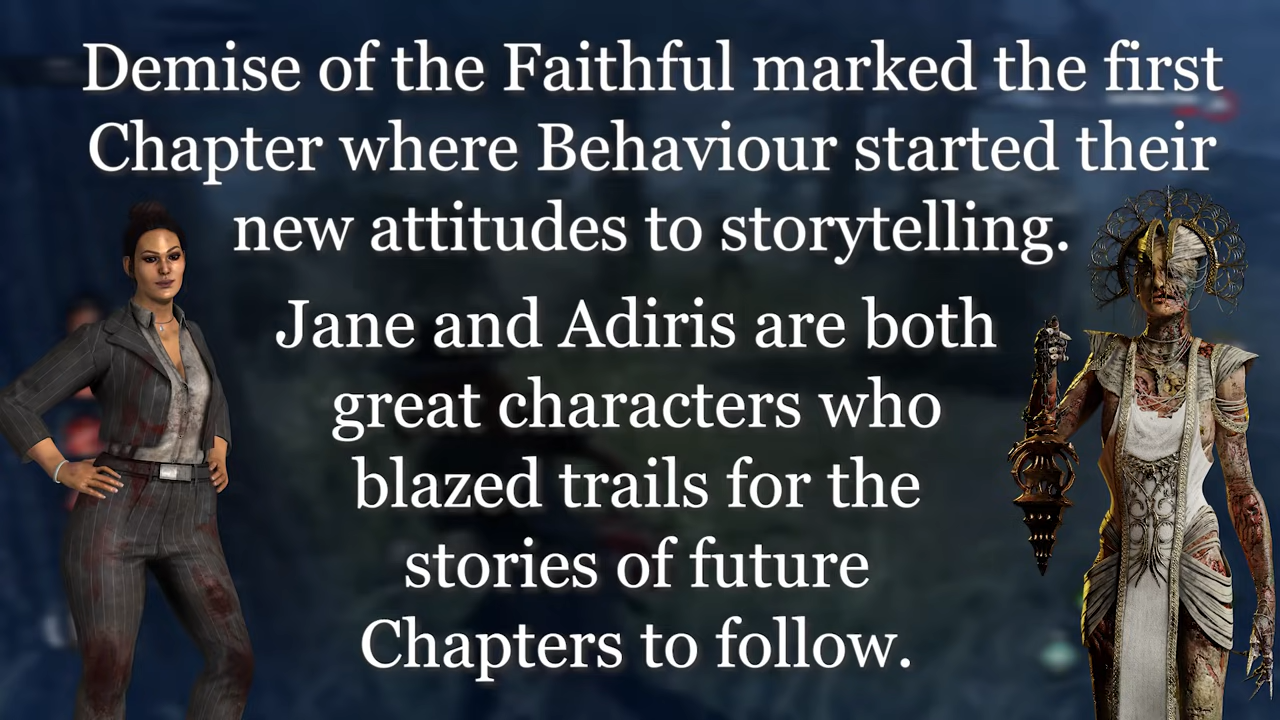 Demise of the Faithful marked the first
Chapter where Behaviour started their
new attitudes to storytelling.
Jane and Adiris are both
great characters who
blazed trails for the
stories of future
Chapters to follow.